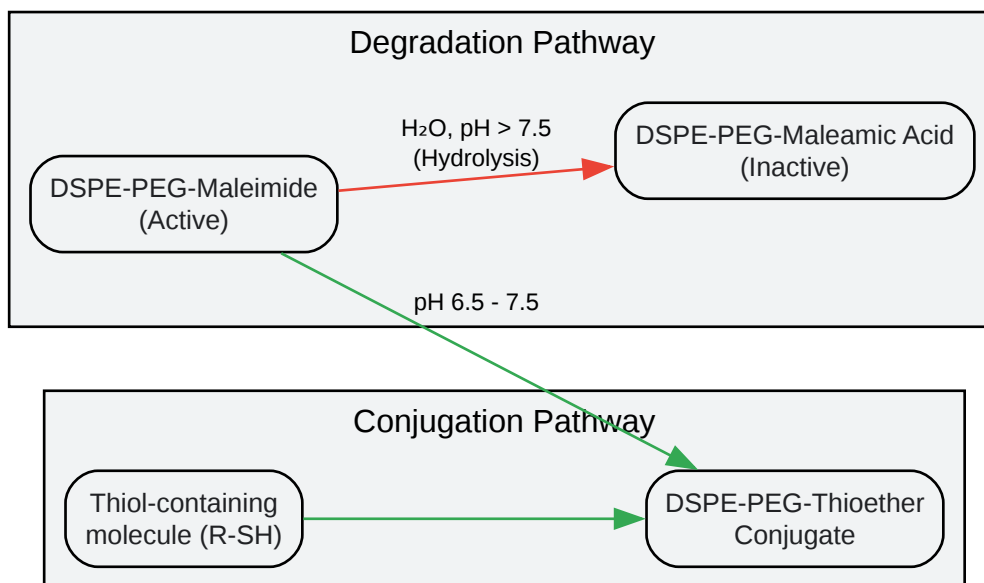 Degradation Pathway
H₂O, pH > 7.5
(Hydrolysis)
DSPE-PEG-Maleamic Acid
(Inactive)
DSPE-PEG-Maleimide
(Active)
pH 6.5 - 7.5
Conjugation Pathway
Thiol-containing
molecule (R-SH)
DSPE-PEG-Thioether
Conjugate